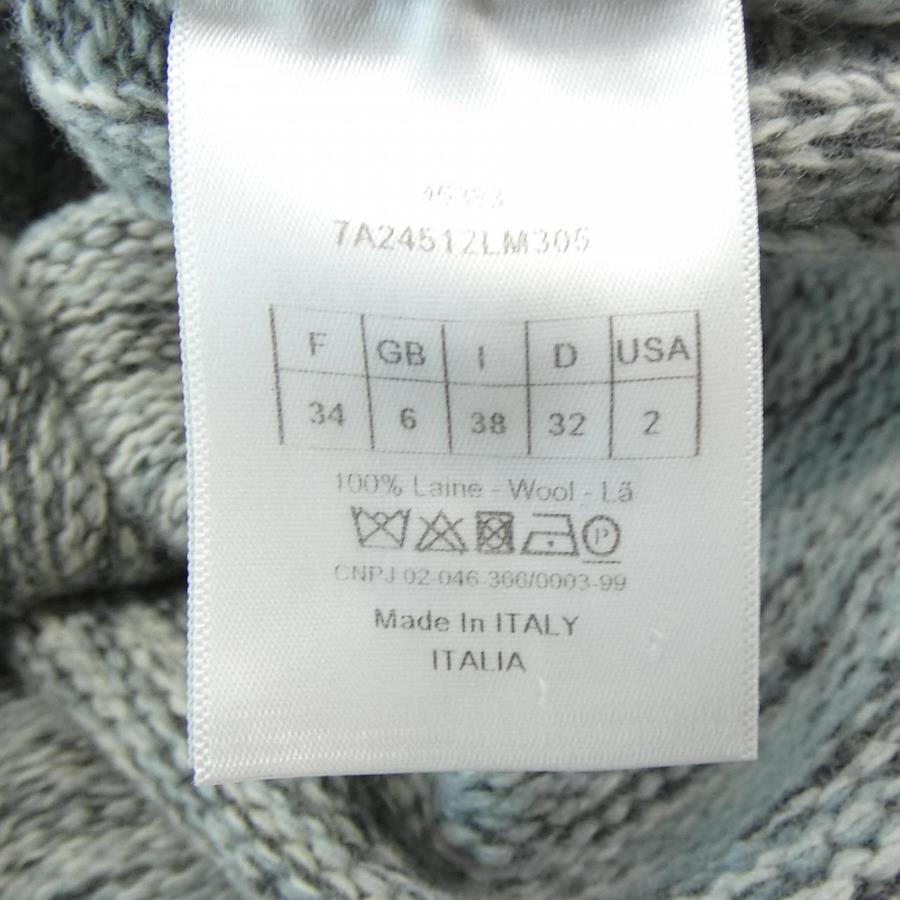 7A24512LM305
F GB I D USA
34 6 38 32 2
100% Laine - Wool - Lã
P
CNPJ 02-046-366/0003-99
Made In ITALY
ITALIA